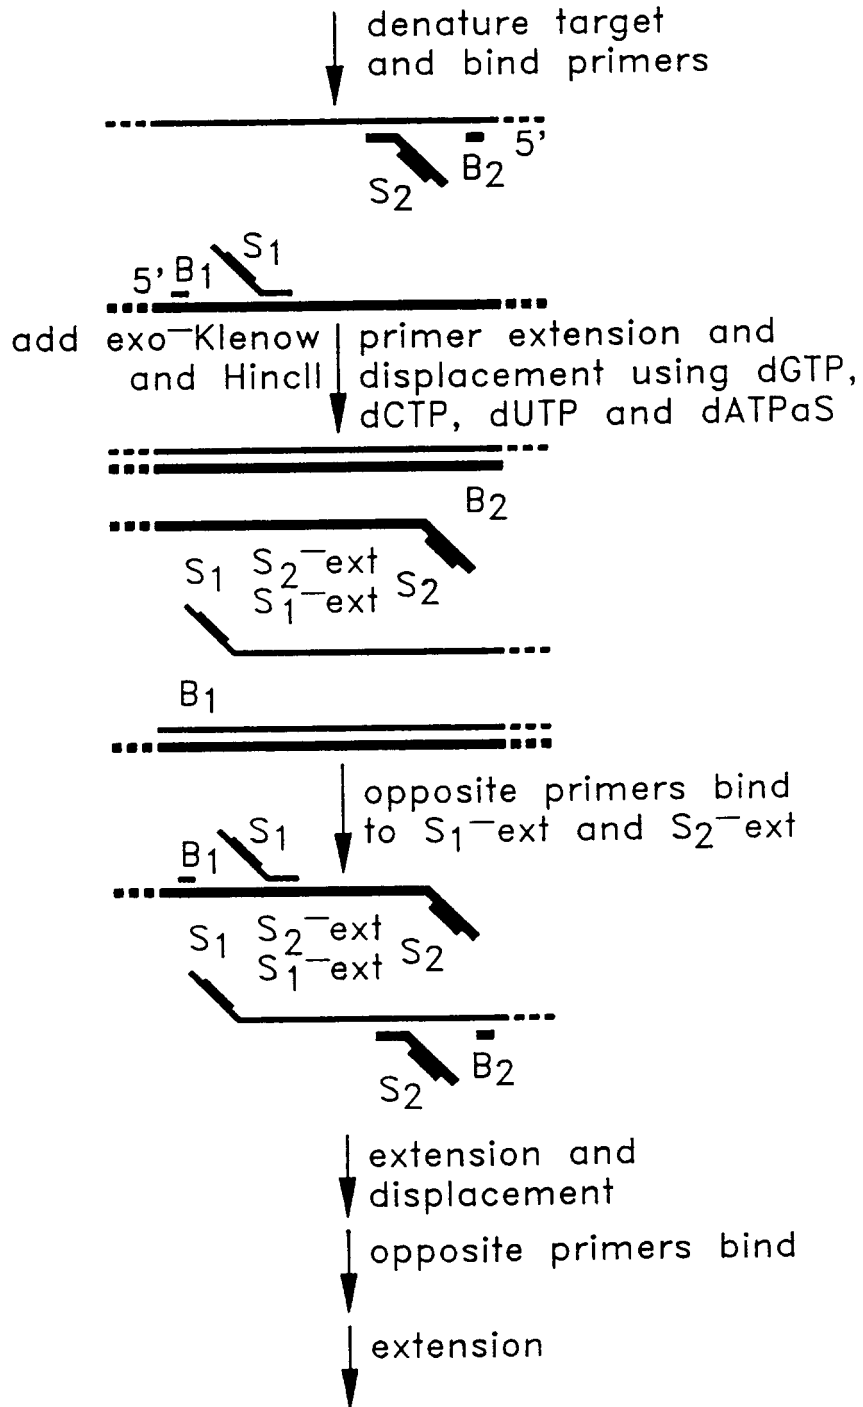 denature target
and bind primers
5'
S2
B2
S1
5' B1
add exo⁻Klenow
and HincII
primer extension and
displacement using dGTP,
dCTP, dUTP and dATPaS
B2
S1 S2⁻ext S2
S1⁻ext
B1
opposite primers bind
to S1⁻ext and S2⁻ext
S1
B1
S1 S2⁻ext S2
S1⁻ext
S2 B2
extension and
displacement
opposite primers bind
extension